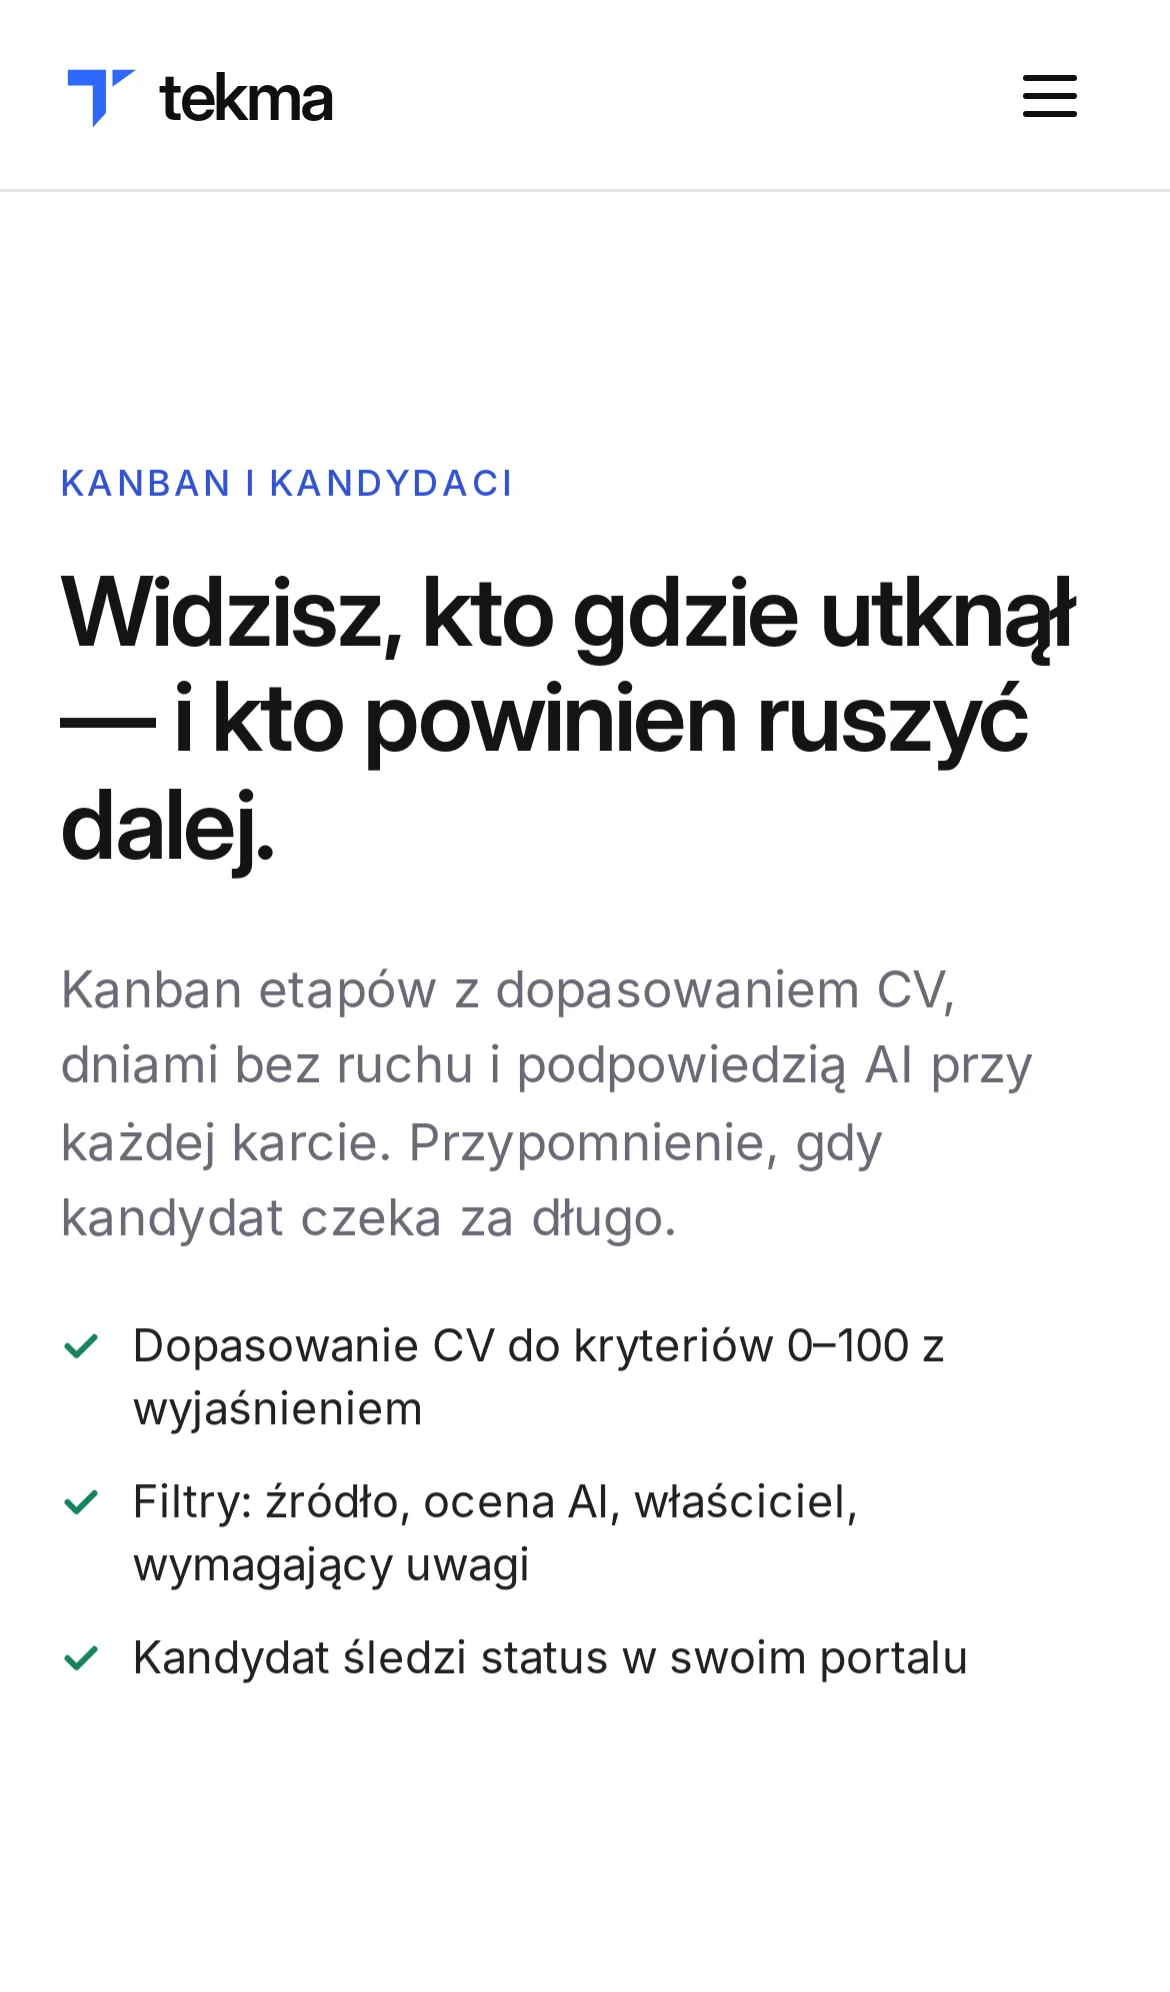 tekma
KANBAN I KANDYDACI
Widzisz, kto gdzie utknął
— i kto powinien ruszyć
dalej.
Kanban etapów z dopasowaniem CV,
dniami bez ruchu i podpowiedzią AI przy
każdej karcie. Przypomnienie, gdy
kandydat czeka za długo.
Dopasowanie CV do kryteriów 0–100 z
wyjaśnieniem
Filtry: źródło, ocena AI, właściciel,
wymagający uwagi
Kandydat śledzi status w swoim portalu